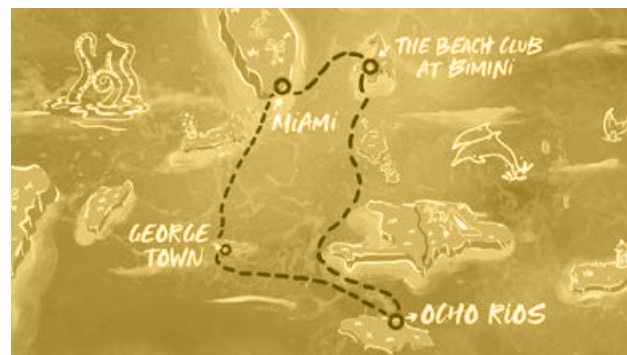 THE BEACH CLUB
AT BIMINI
MIAMI
GEORGE
TOWN
OCHO RIOS